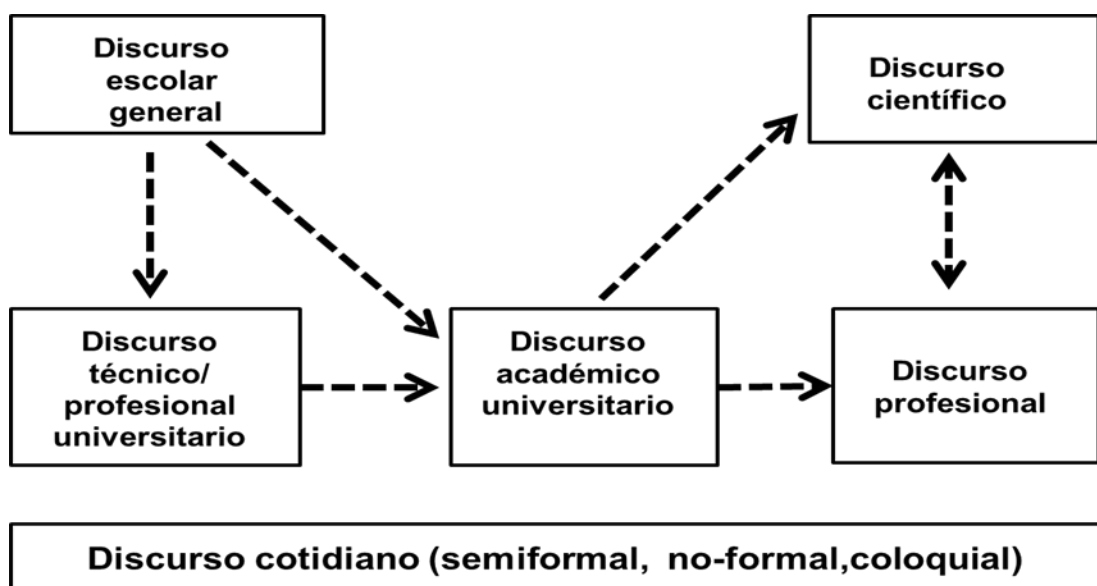 Discurso
escolar
general
Discurso
científico
Discurso
técnico/
profesional
universitario
Discurso
académico
universitario
Discurso
profesional
Discurso cotidiano (semiformal, no-formal,coloquial)